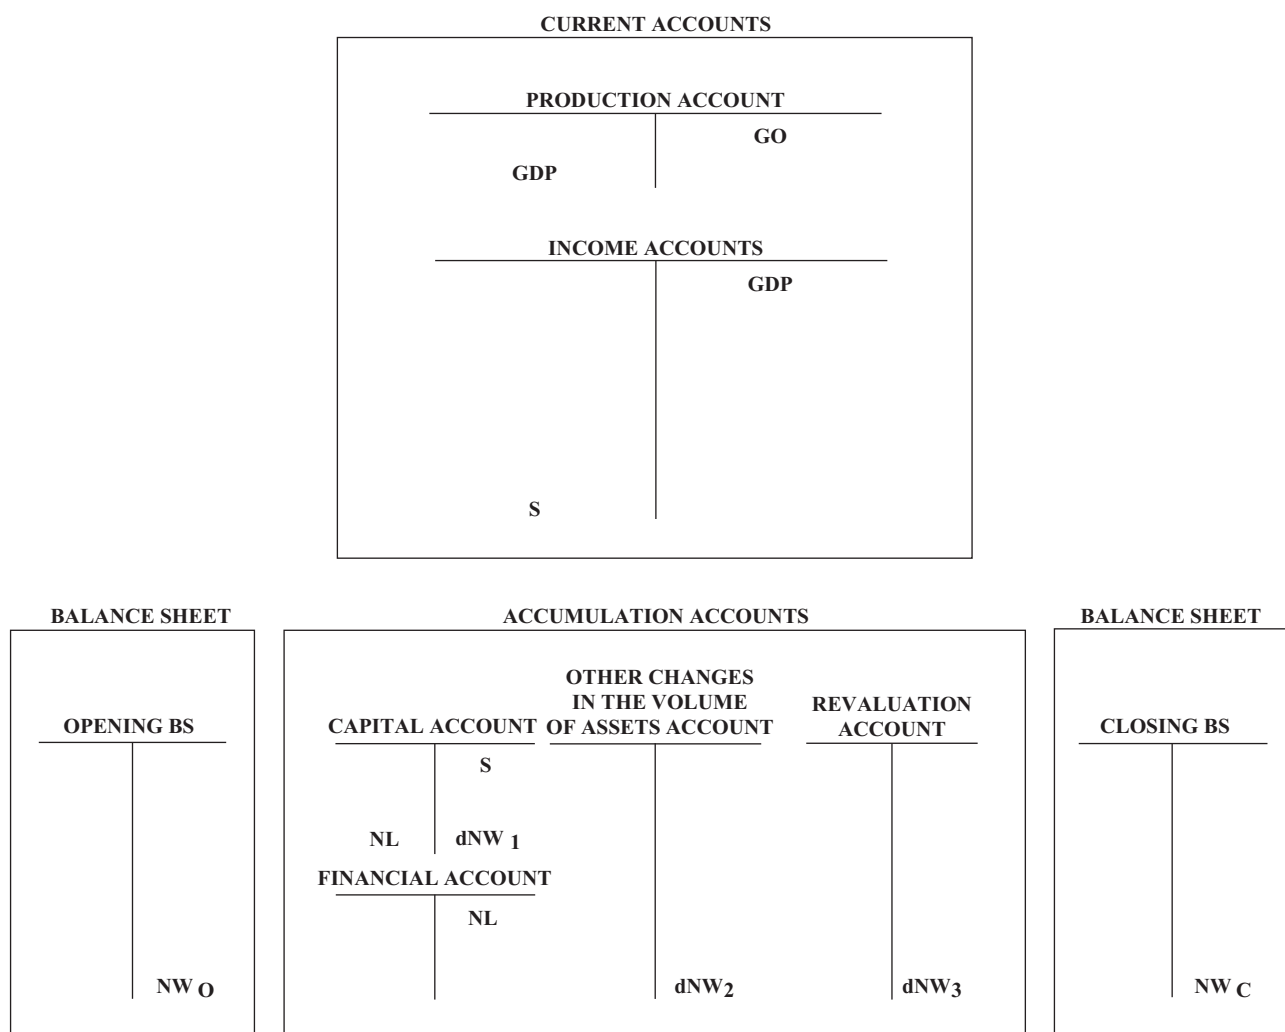 CURRENT ACCOUNTS
PRODUCTION ACCOUNT
GO
GDP
INCOME ACCOUNTS
GDP
S
BALANCE SHEET
ACCUMULATION ACCOUNTS
BALANCE SHEET
OPENING BS
CAPITAL ACCOUNT
OTHER CHANGES
IN THE VOLUME
OF ASSETS ACCOUNT
REVALUATION
ACCOUNT
CLOSING BS
S
NL
dNW 1
FINANCIAL ACCOUNT
NL
NW O
dNW2
dNW3
NW C